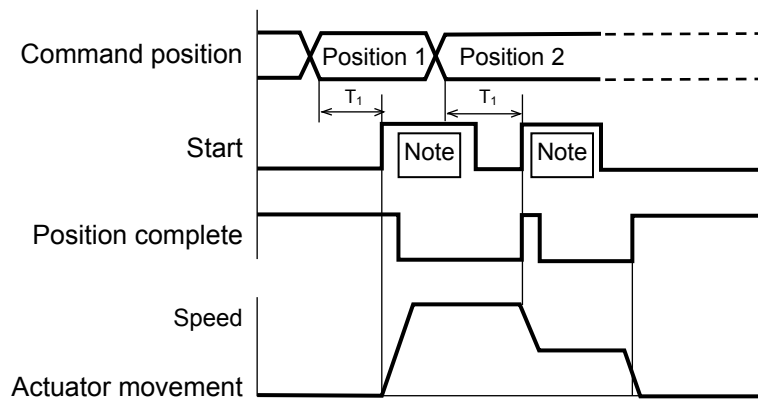 Command position
Position 1
Position 2
T₁
T₁
Start
Note
Note
Position complete
Speed
Actuator movement